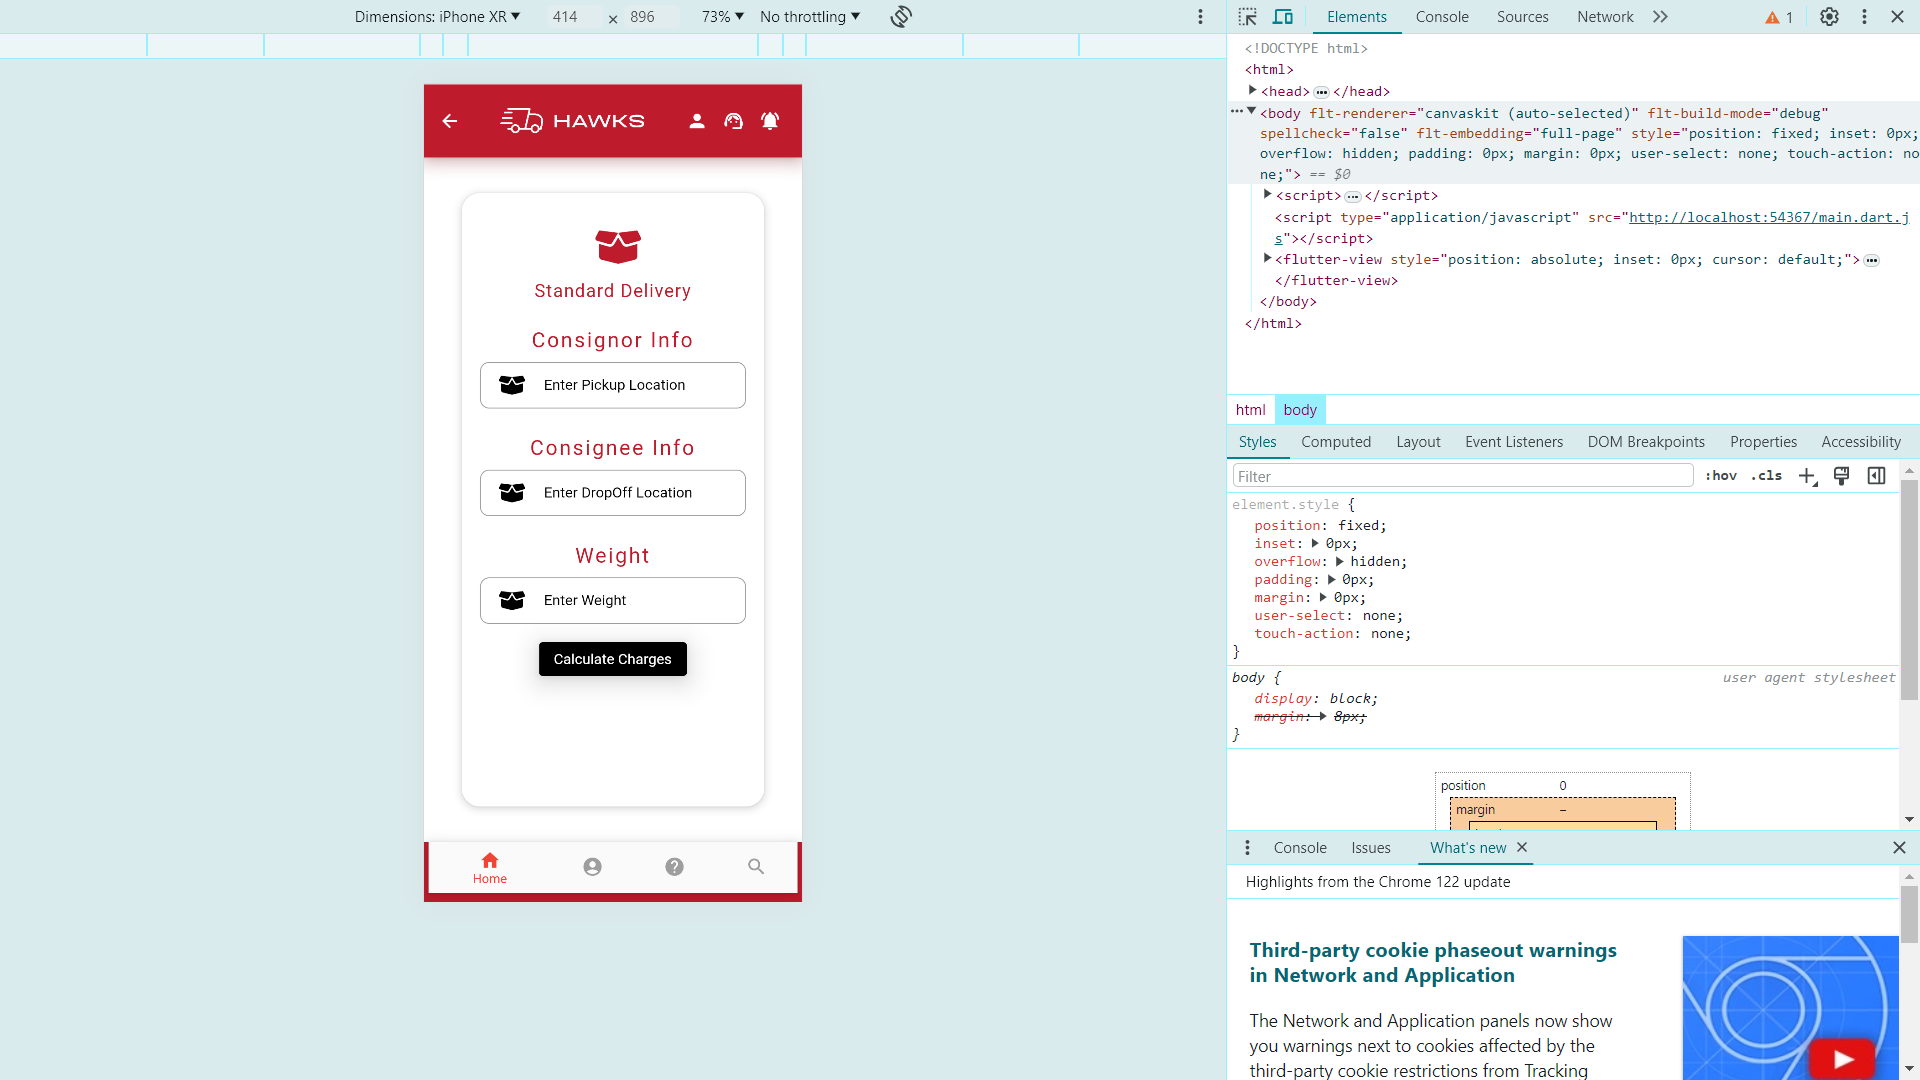 Dimensions: iPhone XR ▼ 414 × 896 73% ▼ No throttling ▼
HAWKS
Standard Delivery
Consignor Info
Enter Pickup Location
Consignee Info
Enter DropOff Location
Weight
Enter Weight
Calculate Charges
Home
Elements Console Sources Network 1
<!DOCTYPE html>
<html>
<head> ••• </head>
••• <body flt-renderer="canvaskit (auto-selected)" flt-build-mode="debug"
spellcheck="false" flt-embedding="full-page" style="position: fixed; inset: 0px;
overflow: hidden; padding: 0px; margin: 0px; user-select: none; touch-action: no
ne;"> == $0
<script> ••• </script>
<script type="application/javascript" src="http://localhost:54367/main.dart.j
s"></script>
<flutter-view style="position: absolute; inset: 0px; cursor: default;"> •••
</flutter-view>
</body>
</html>
html body
Styles Computed Layout Event Listeners DOM Breakpoints Properties Accessibility
Filter :hov .cls
element.style {
position: fixed;
inset: 0px;
overflow: hidden;
padding: 0px;
margin: 0px;
user-select: none;
touch-action: none;
}
body { user agent stylesheet
display: block;
margin: 8px;
}
position 0
margin –
Console Issues What's new
Highlights from the Chrome 122 update
Third-party cookie phaseout warnings
in Network and Application
The Network and Application panels now show
you warnings next to cookies affected by the
third-party cookie restrictions from Tracking